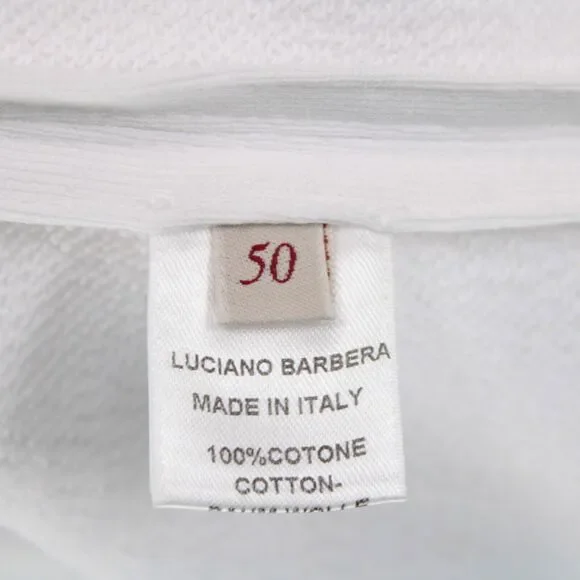 50
LUCIANO BARBERA
MADE IN ITALY
100%COTONE
COTTON-